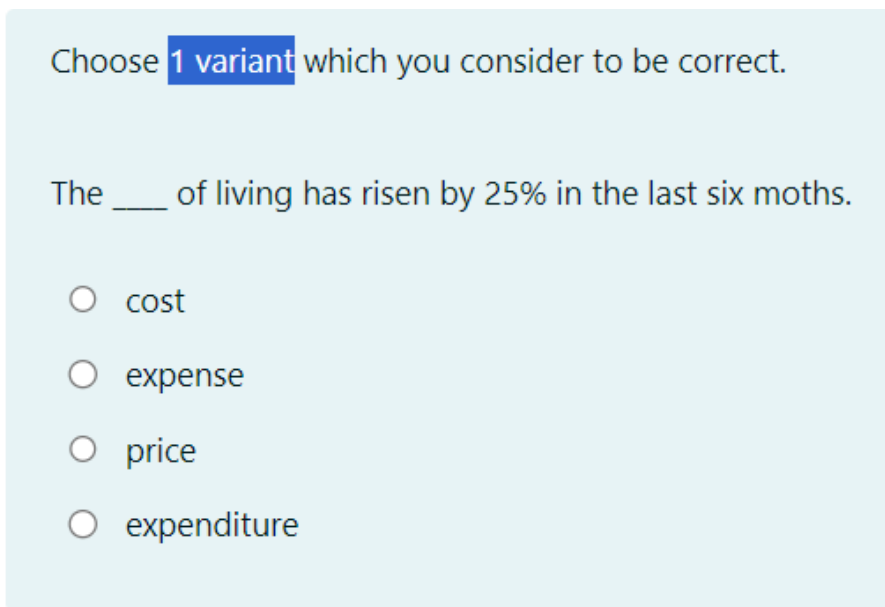 Choose 1 variant which you consider to be correct.
The ____ of living has risen by 25% in the last six moths.
cost
expense
price
expenditure